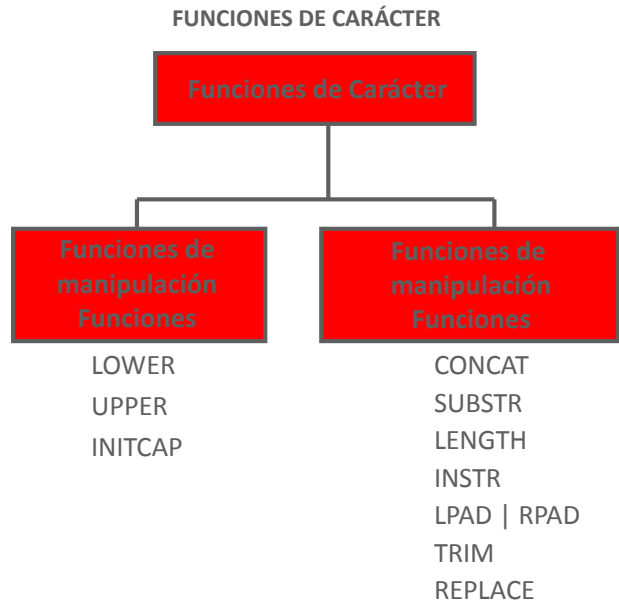 FUNCIONES DE CARÁCTER
Funciones de Carácter
Funciones de
manipulación
Funciones
LOWER
UPPER
INITCAP
Funciones de
manipulación
Funciones
CONCAT
SUBSTR
LENGTH
INSTR
LPAD | RPAD
TRIM
REPLACE